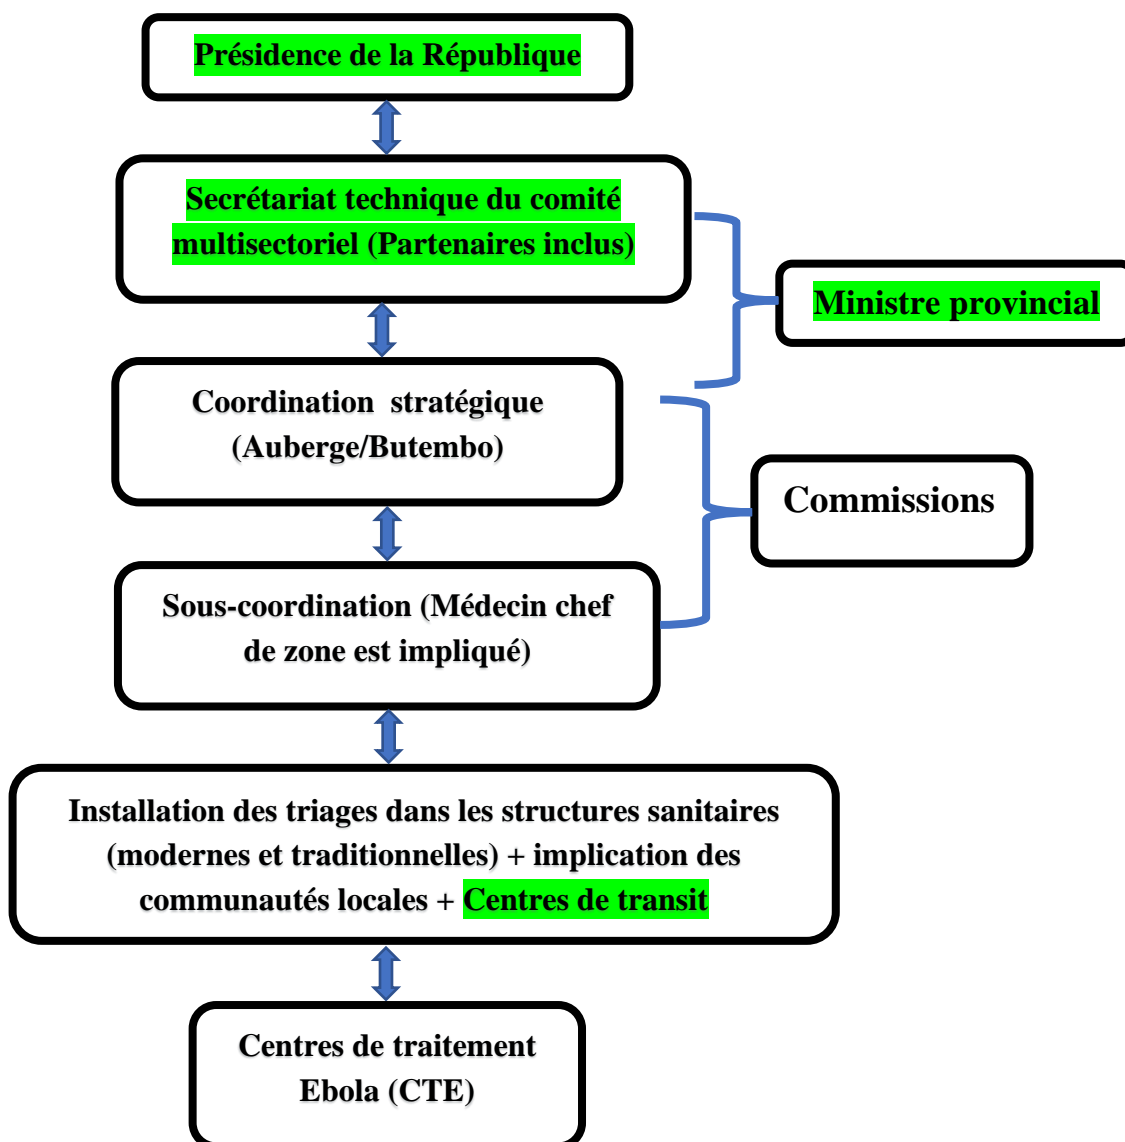 Présidence de la République
Secrétariat technique du comité
multisectoriel (Partenaires inclus)
Ministre provincial
Coordination stratégique
(Auberge/Butembo)
Commissions
Sous-coordination (Médecin chef
de zone est impliqué)
Installation des triages dans les structures sanitaires
(modernes et traditionnelles) + implication des
communautés locales + Centres de transit
Centres de traitement
Ebola (CTE)